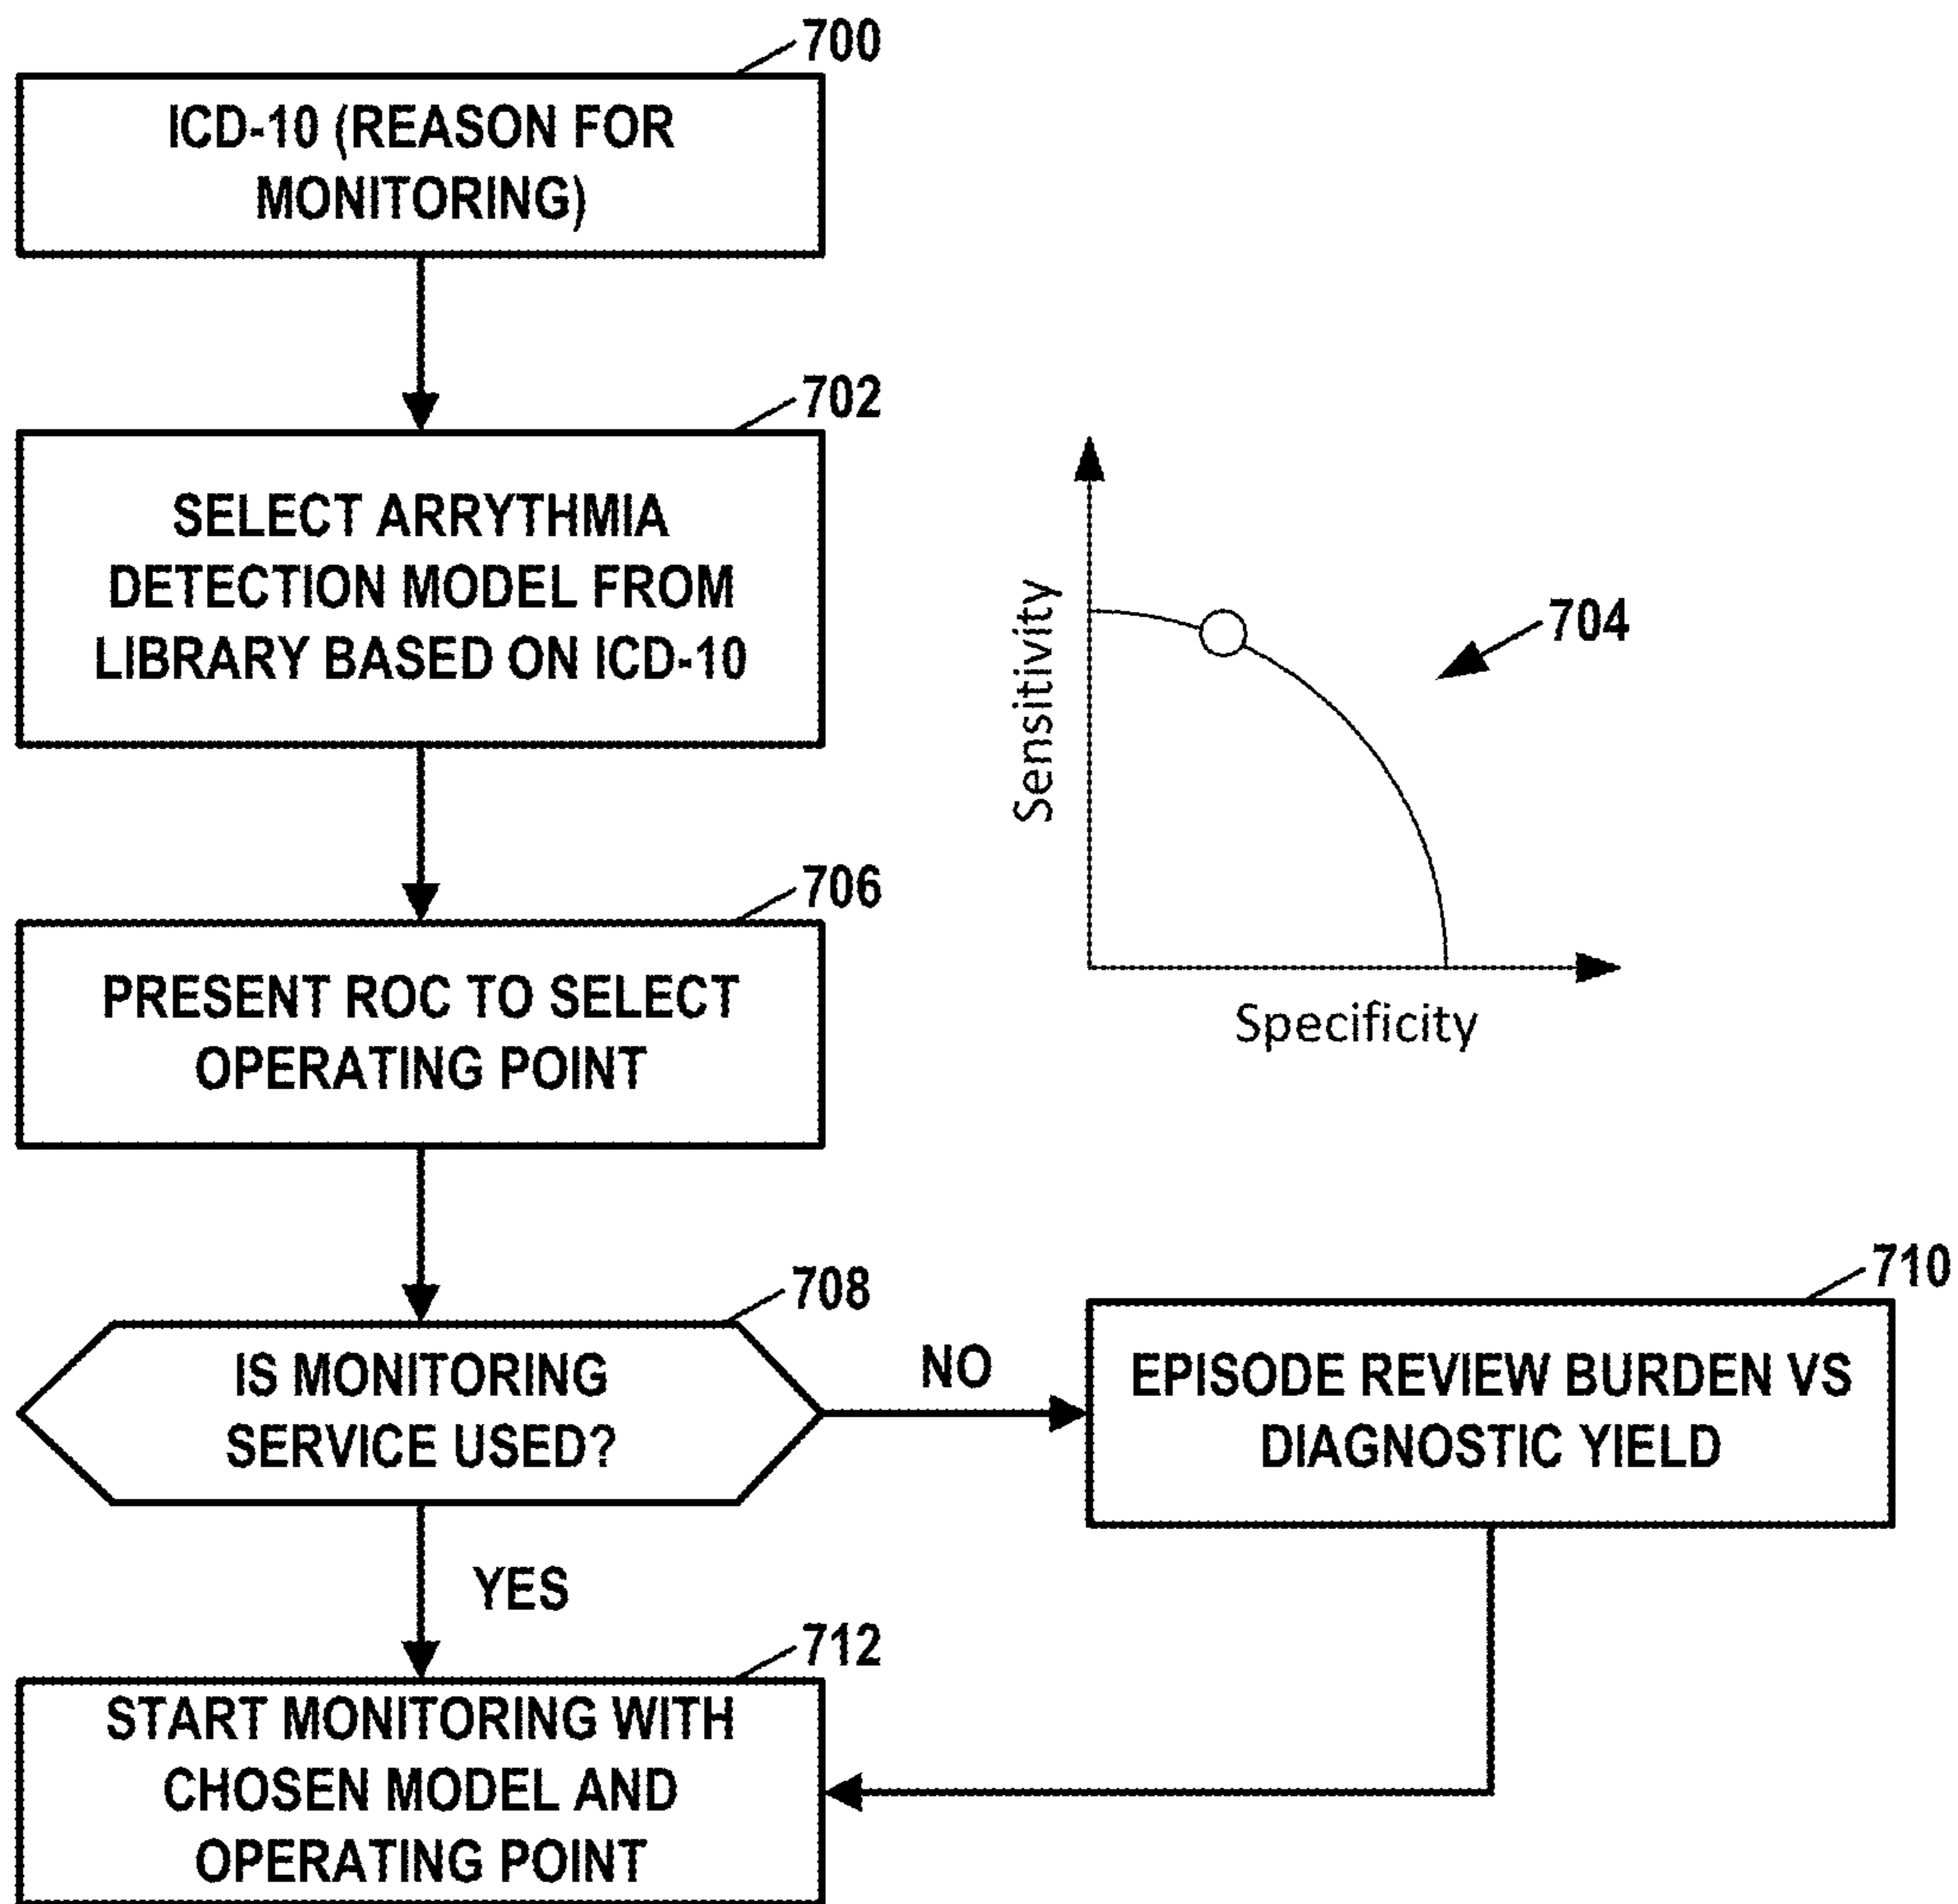 700
ICD-10 (REASON FOR
MONITORING)
702
SELECT ARRYTHMIA
DETECTION MODEL FROM
LIBRARY BASED ON ICD-10
Sensitivity
704
Specificity
706
PRESENT ROC TO SELECT
OPERATING POINT
708
IS MONITORING
SERVICE USED?
NO
710
EPISODE REVIEW BURDEN VS
DIAGNOSTIC YIELD
YES
712
START MONITORING WITH
CHOSEN MODEL AND
OPERATING POINT